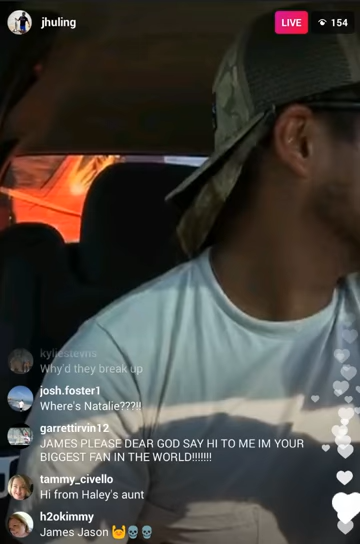 jhuling
LIVE
154
kyliestevns
Why'd they break up
josh.foster1
Where's Natalie???!!
garrettirvin12
JAMES PLEASE DEAR GOD SAY HI TO ME IM YOUR
BIGGEST FAN IN THE WORLD!!!!!!!
tammy_civello
Hi from Haley's aunt
h2okimmy
James Jason 🤘💀💀